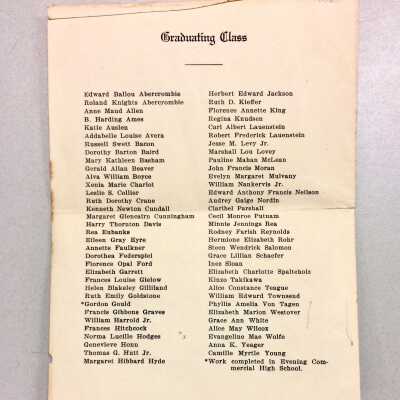 Graduating Class
Edward Ballou Abercrombie
Roland Knights Abercrombie
Anne Maud Allen
B. Harding Ames
Katie Auslen
Addabelle Louise Avera
Russell Swett Baron
Dorothy Barton Baird
Mary Kathleen Basham
Gerald Allan Beaver
Alva William Boyce
Xenia Marie Charlot
Leslie S. Collier
Ruth Dorothy Crane
Kenneth Newton Cundall
Margaret Glencairn Cunningham
Harry Thornton Davis
Rea Eubanks
Eileen Gray Eyre
Annette Faulkner
Dorothea Federspiel
Florence Opal Ford
Elizabeth Garrett
Frances Louise Gielow
Helen Blakeley Gilliland
Ruth Emily Goldstone
*Gordon Gould
Francis Gibbons Graves
William Harrold Jr.
Frances Hitchcock
Norma Lucille Hodges
Genevieve Honn
Thomas G. Hutt Jr.
Margaret Hibbard Hyde
Herbert Edward Jackson
Ruth D. Kieffer
Florence Annette King
Regina Knudsen
Carl Albert Lauenstein
Robert Frederick Lauenstein
Jesse M. Levy Jr.
Marshall Lou Lovey
Pauline Mahan McLean
John Francis Moran
Evelyn Margaret Mulvany
William Nankervis Jr.
Edward Anthony Francis Neilson
Audrey Gaige Nordin
Claribel Parshall
Cecil Monroe Putnam
Minnie Jennings Rea
Rodney Farish Reynolds
Hermione Elizabeth Rohr
Steen Wendrick Salomon
Grace Lillian Schaefer
Inez Sloan
Elizabeth Charlotte Spaltcholz
Kinzo Takikawa
Alice Constance Teague
William Edward Townsend
Phyllis Amelia Von Tagen
Elizabeth Marion Westover
Grace Ann White
Alice May Wilcox
Evangeline Mae Wolfe
Anna K. Yeager
Camille Myrtle Young
*Work completed in Evening Com-
mercial High School.